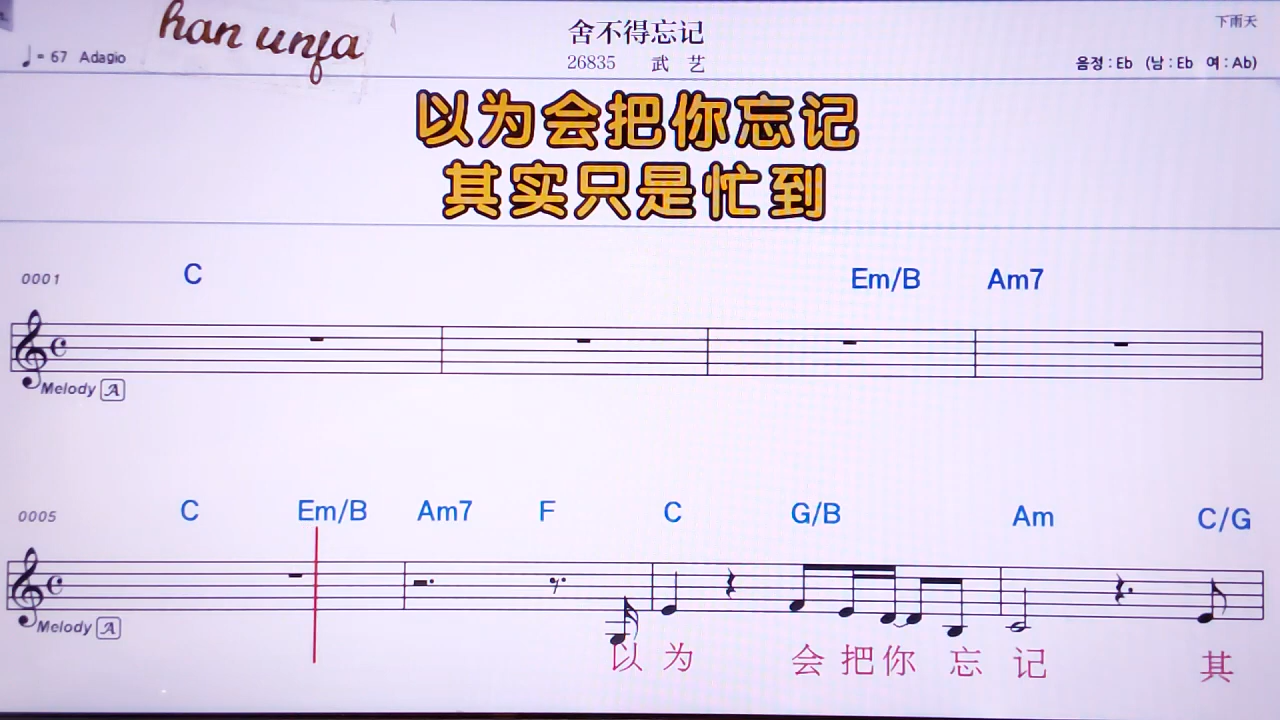 han unja
♩= 67 Adagio
舍不得忘记
26835 武 艺
下雨天
음정 : Eb (남 : Eb 여 : Ab)
以为会把你忘记
其实只是忙到
0001
C Em/B Am7
Melody A
0005
C Em/B Am7 F C G/B Am C/G
Melody A
以 为 会 把 你 忘 记 其